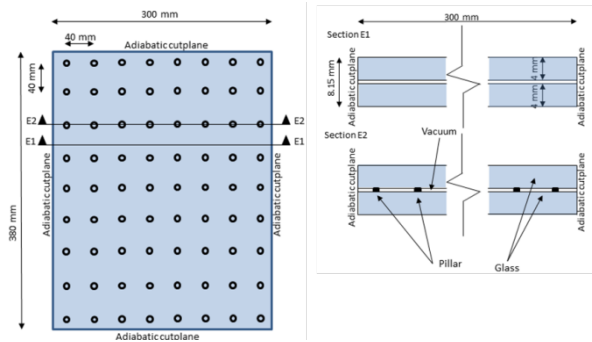 300 mm
40 mm
Adiabatic cutplane
40 mm
E2
E2
E1
E1
380 mm
Adiabatic cutplane
Adiabatic cutplane
Adiabatic cutplane
300 mm
Section E1
8.15 mm
Adiabatic cutplane
4 mm
4 mm
Adiabatic cutplane
Section E2
Vacuum
Adiabatic cutplane
Adiabatic cutplane
Pillar
Glass